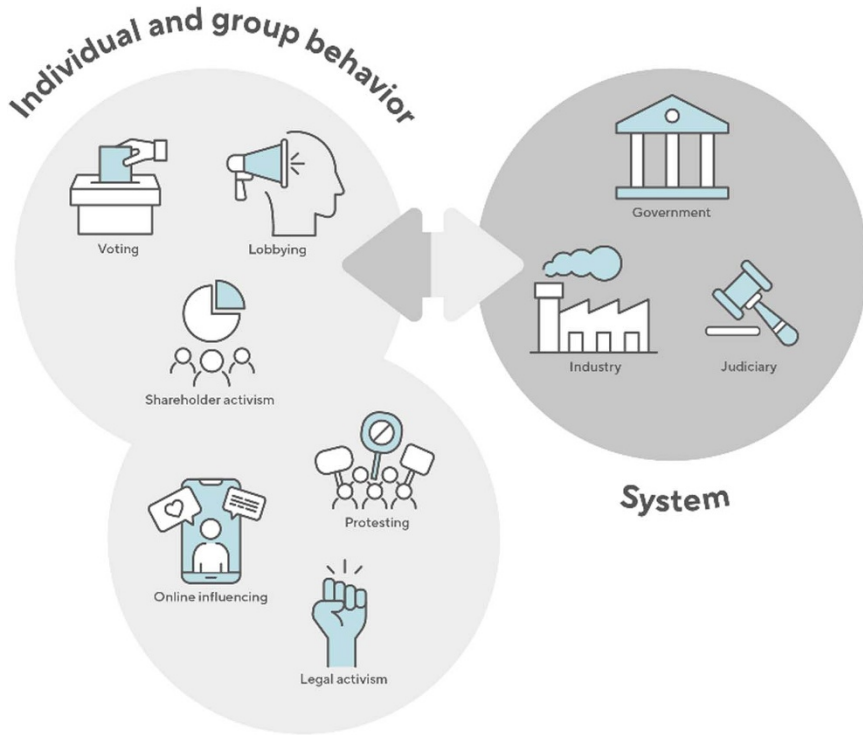 Individual and group behavior
Voting
Lobbying
Shareholder activism
Online influencing
Protesting
Legal activism
Government
Industry
Judiciary
System